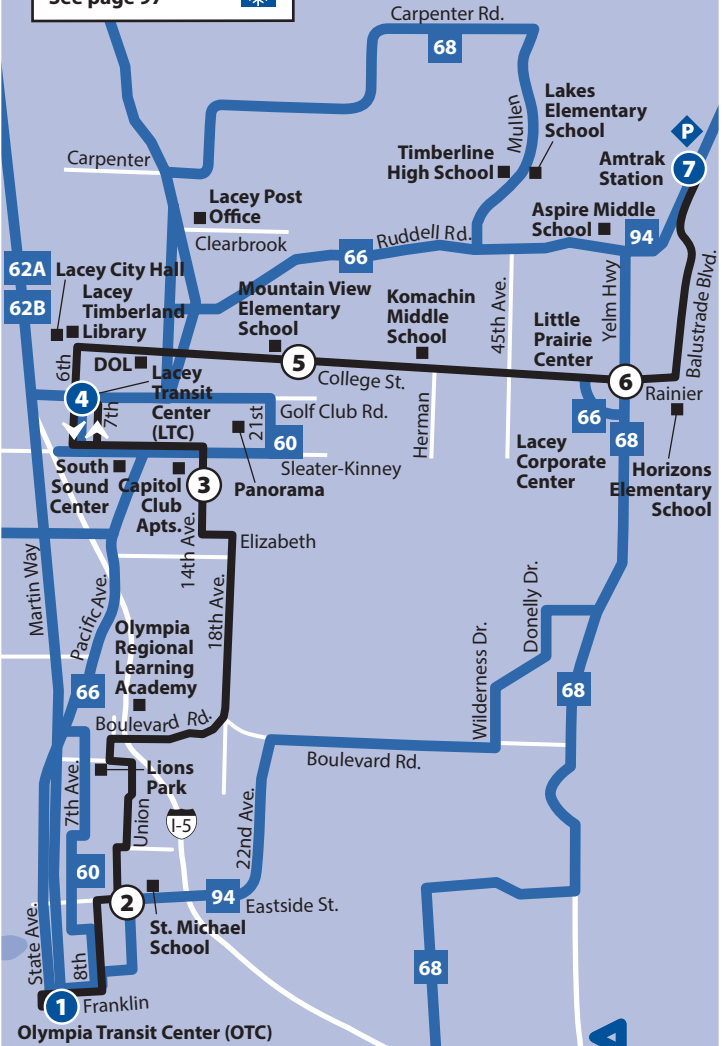 See page 97
Carpenter Rd.
68
Mullen
Lakes
Elementary
School
P
Timberline
High School
Amtrak
Station
7
Carpenter
Lacey Post
Office
Clearbrook
Aspire Middle
School
94
Ruddell Rd.
66
62A
62B
Lacey City Hall
Lacey
Timberland
Library
Mountain View
Elementary
School
Komachin
Middle
School
45th Ave.
Little
Prairie
Center
Yelm Hwy
Balustrade Blvd.
6th
DOL
5
College St.
6
Rainier
4
7th
Lacey
Transit
Center
(LTC)
21st
Golf Club Rd.
60
Herman
66
68
Sleater-Kinney
South
Sound
Center
Capitol
Club
Apts.
3
Panorama
Lacey
Corporate
Center
Horizons
Elementary
School
14th Ave.
Elizabeth
Martin Way
Pacific Ave.
18th Ave.
Olympia
Regional
Learning
Academy
Donelly Dr.
Wilderness Dr.
66
68
Boulevard Rd.
Boulevard Rd.
7th Ave.
Lions
Park
Union
I-5
22nd Ave.
60
2
94
Eastside St.
St. Michael
School
State Ave.
8th
68
1
Franklin
Olympia Transit Center (OTC)